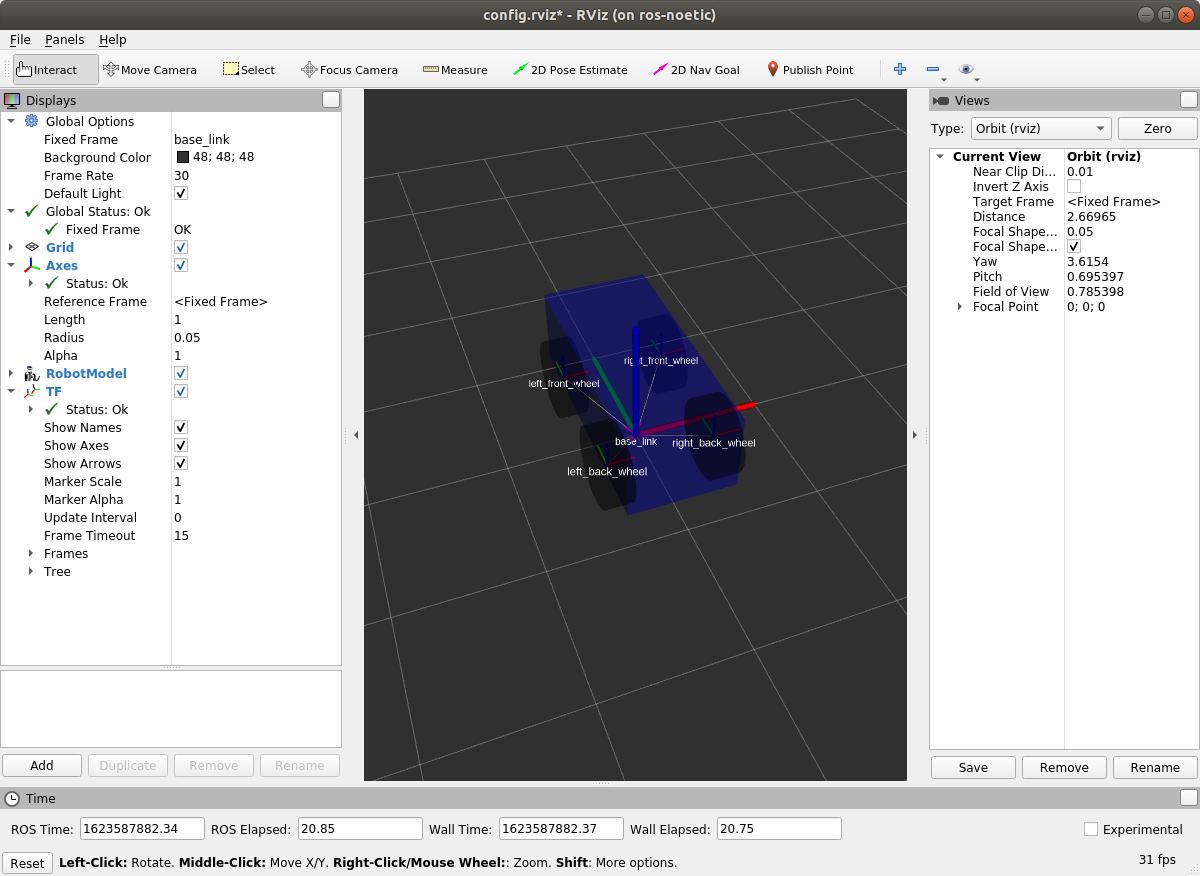 config.rviz* - RViz (on ros-noetic)
File Panels Help
Interact Move Camera Select Focus Camera Measure 2D Pose Estimate 2D Nav Goal Publish Point
Displays
Global Options
Fixed Frame base_link
Background Color 48; 48; 48
Frame Rate 30
Default Light
Global Status: Ok
Fixed Frame OK
Grid
Axes
Status: Ok
Reference Frame <Fixed Frame>
Length 1
Radius 0.05
Alpha 1
RobotModel
TF
Status: Ok
Show Names
Show Axes
Show Arrows
Marker Scale 1
Marker Alpha 1
Update Interval 0
Frame Timeout 15
Frames
Tree
Add Duplicate Remove Rename
right_front_wheel
left_front_wheel
base_link
right_back_wheel
left_back_wheel
Views
Type: Orbit (rviz) Zero
Current View Orbit (rviz)
Near Clip Di... 0.01
Invert Z Axis
Target Frame <Fixed Frame>
Distance 2.66965
Focal Shape... 0.05
Focal Shape...
Yaw 3.6154
Pitch 0.695397
Field of View 0.785398
Focal Point 0; 0; 0
Save Remove Rename
Time
ROS Time: 1623587882.34 ROS Elapsed: 20.85 Wall Time: 1623587882.37 Wall Elapsed: 20.75 Experimental
Reset Left-Click: Rotate. Middle-Click: Move X/Y. Right-Click/Mouse Wheel:: Zoom. Shift: More options. 31 fps